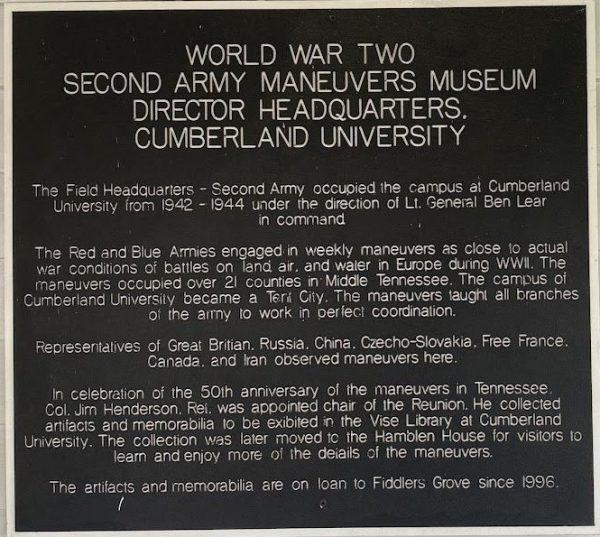 WORLD WAR TWO
SECOND ARMY MANEUVERS MUSEUM
DIRECTOR HEADQUARTERS.
CUMBERLAND UNIVERSITY
The Field Headquarters - Second Army occupied the campus at Cumberland
University from 1942 - 1944 under the direction of Lt. General Ben Lear
in command
The Red and Blue Armies engaged in weekly maneuvers as close to actual
war conditions of battles on land, air, and water in Europe during WWII. The
maneuvers occupied over 21 counties in Middle Tennessee. The campus of
Cumberland University became a Tent City. The maneuvers taught all branches
of the army to work in perfect coordination.
Representatives of Great Britian, Russia, China, Czecho-Slovakia, Free France,
Canada, and Iran observed maneuvers here.
In celebration of the 50th anniversary of the maneuvers in Tennessee,
Col. Jim Henderson, Ret. was appointed chair of the Reunion. He collected
artifacts and memorabilia to be exibited in the Vise Library at Cumberland
University. The collection was later moved to the Hamblen House for visitors to
learn and enjoy more of the details of the maneuvers.
The artifacts and memorabilia are on loan to Fiddlers Grove since 1996.